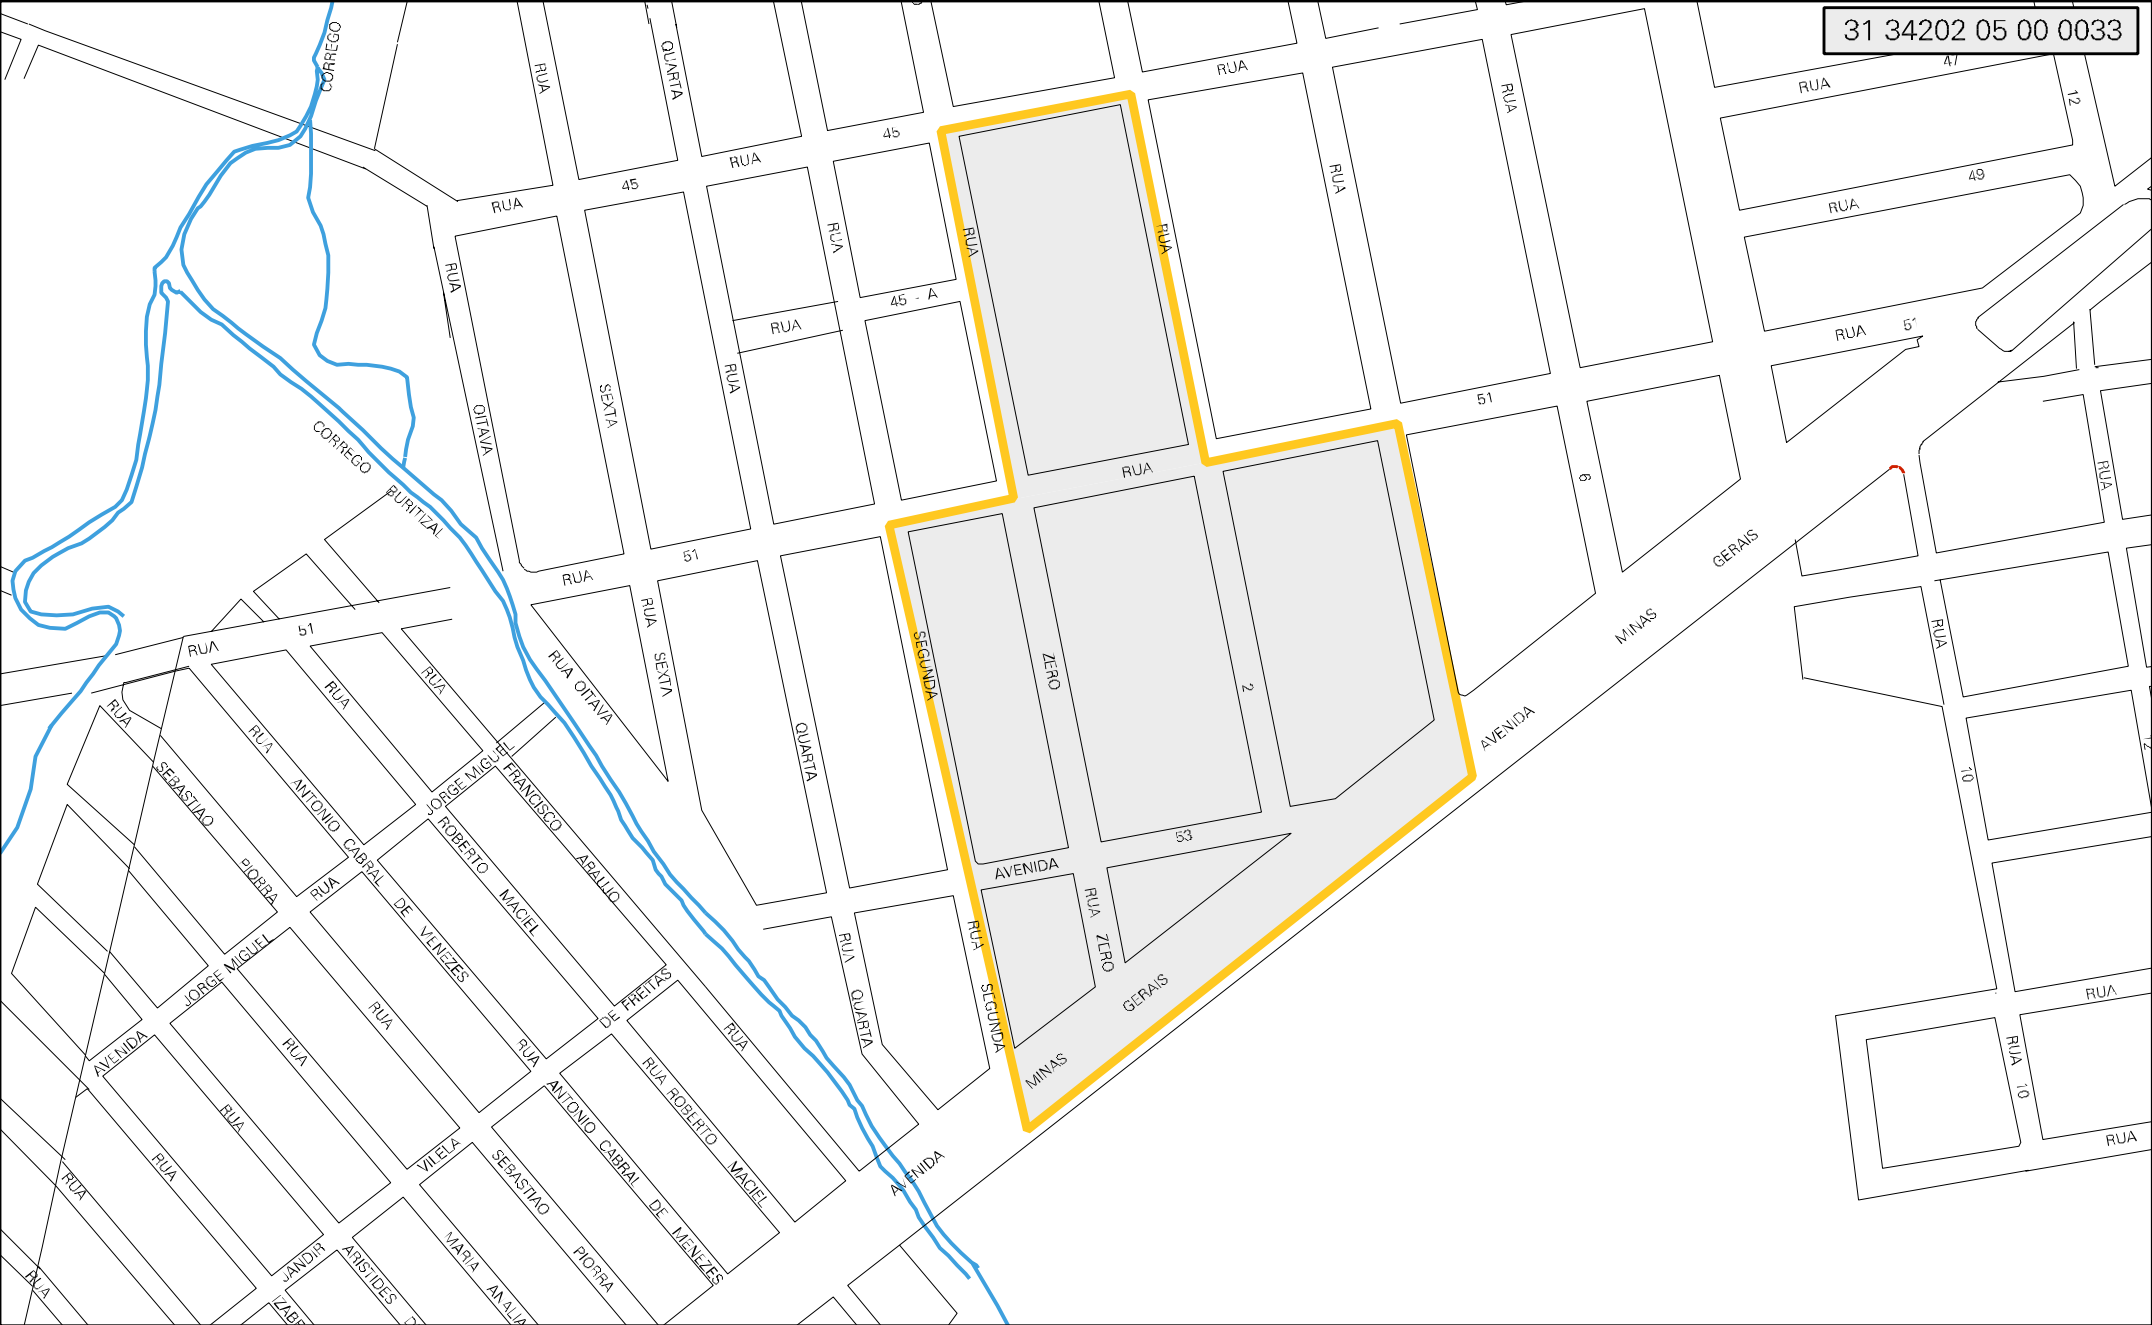 31 34202 05 00 0033
CORREGO
RUA
QUARTA
RUA
RUA
RUA
47
12
45
RUA
45
RUA
RUA
49
RUA
RUA
RUA
RUA
RUA
RUA
45 - A
RUA
RUA
51
RUA
SEXTA
OITAVA
51
CORREGO
BURITIZAL
RUA
6
RUA
GERAIS
51
RUA
RUA
SEXTA
MINAS
RUA
51
RUA
SEGUNDA
ZERO
2
RUA OITAVA
RUA
RUA
RUA
RUA
AVENIDA
QUARTA
10
12
JORGE MIGUEL
SEBASTIAO
PIORRA
ANTONIO CABRAL DE VENEZES
FRANCISCO ARAUJO
ROBERTO MACIEL
53
AVENIDA
RUA
RUA ZERO
RUA
SEGUNDA
RUA
QUARTA
JORGE MIGUEL
AVENIDA
DE FREITAS
GERAIS
MINAS
RUA
RUA
RUA
RUA
RUA
RUA
RUA 10
RUA
RUA ROBERTO MACIEL
ANTONIO CABRAL DE MENEZES
VILELA
SEBASTIAO PIORRA
AVENIDA
RUA
RUA
RUA
JANDIR
ARISTIDES
MARIA ANALIA